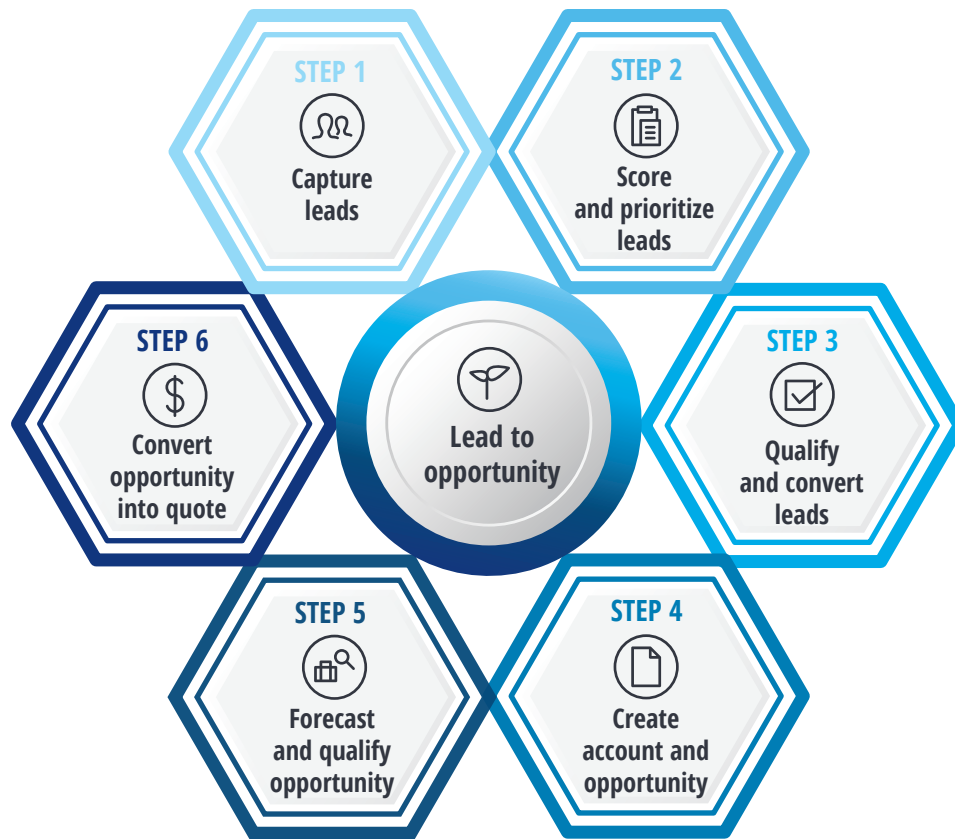 STEP 1
Capture
leads
STEP 2
Score
and prioritize
leads
STEP 3
Qualify
and convert
leads
STEP 4
Create
account and
opportunity
STEP 5
Forecast
and qualify
opportunity
STEP 6
$
Convert
opportunity
into quote
Lead to
opportunity